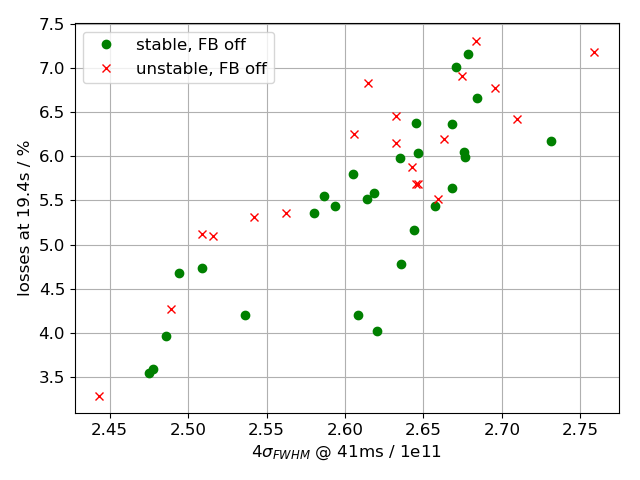 7.5
7.0
6.5
6.0
5.5
5.0
4.5
4.0
3.5
losses at 19.4s / %
stable, FB off
unstable, FB off
2.45 2.50 2.55 2.60 2.65 2.70 2.75
4σFWHM @ 41ms / 1e11